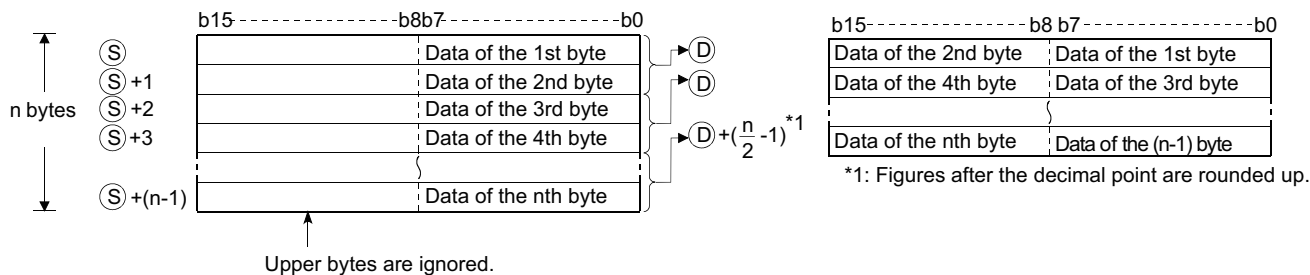 b15 b8b7 b0
n bytes
S Data of the 1st byte D
S +1 Data of the 2nd byte
S +2 Data of the 3rd byte D
S +3 Data of the 4th byte
D +(n/2 -1)*1
S +(n-1) Data of the nth byte
Upper bytes are ignored.
b15 b8 b7 b0
Data of the 2nd byte Data of the 1st byte
Data of the 4th byte Data of the 3rd byte
Data of the nth byte Data of the (n-1) byte
*1: Figures after the decimal point are rounded up.